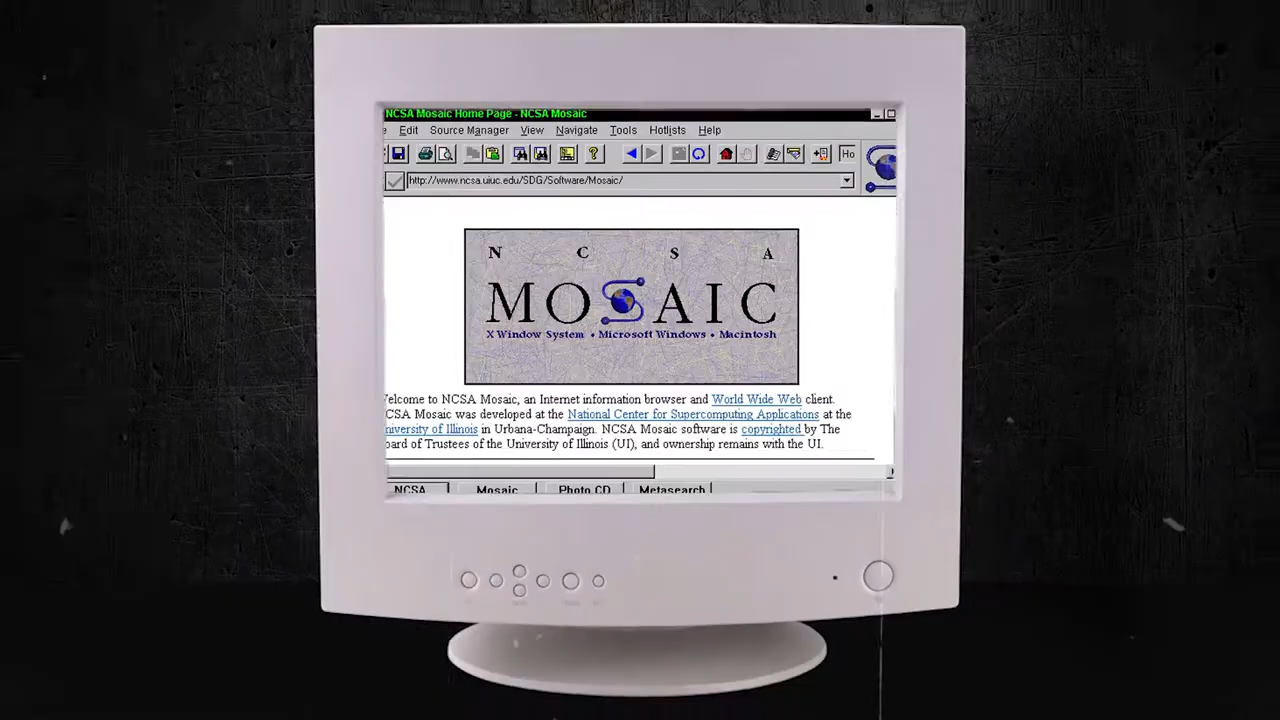 NCSA Mosaic Home Page - NCSA Mosaic
Edit Source Manager View Navigate Tools Hotlists Help
Ho
http://www.ncsa.uiuc.edu/SDG/Software/Mosaic/
N C S A
MOSAIC
X Window System • Microsoft Windows • Macintosh
elcome to NCSA Mosaic, an Internet information browser and World Wide Web client.
CSA Mosaic was developed at the National Center for Supercomputing Applications at the
niversity of Illinois in Urbana-Champaign. NCSA Mosaic software is copyrighted by The
oard of Trustees of the University of Illinois (UI), and ownership remains with the UI.
NCSA Mosaic Photo CD Metasearch